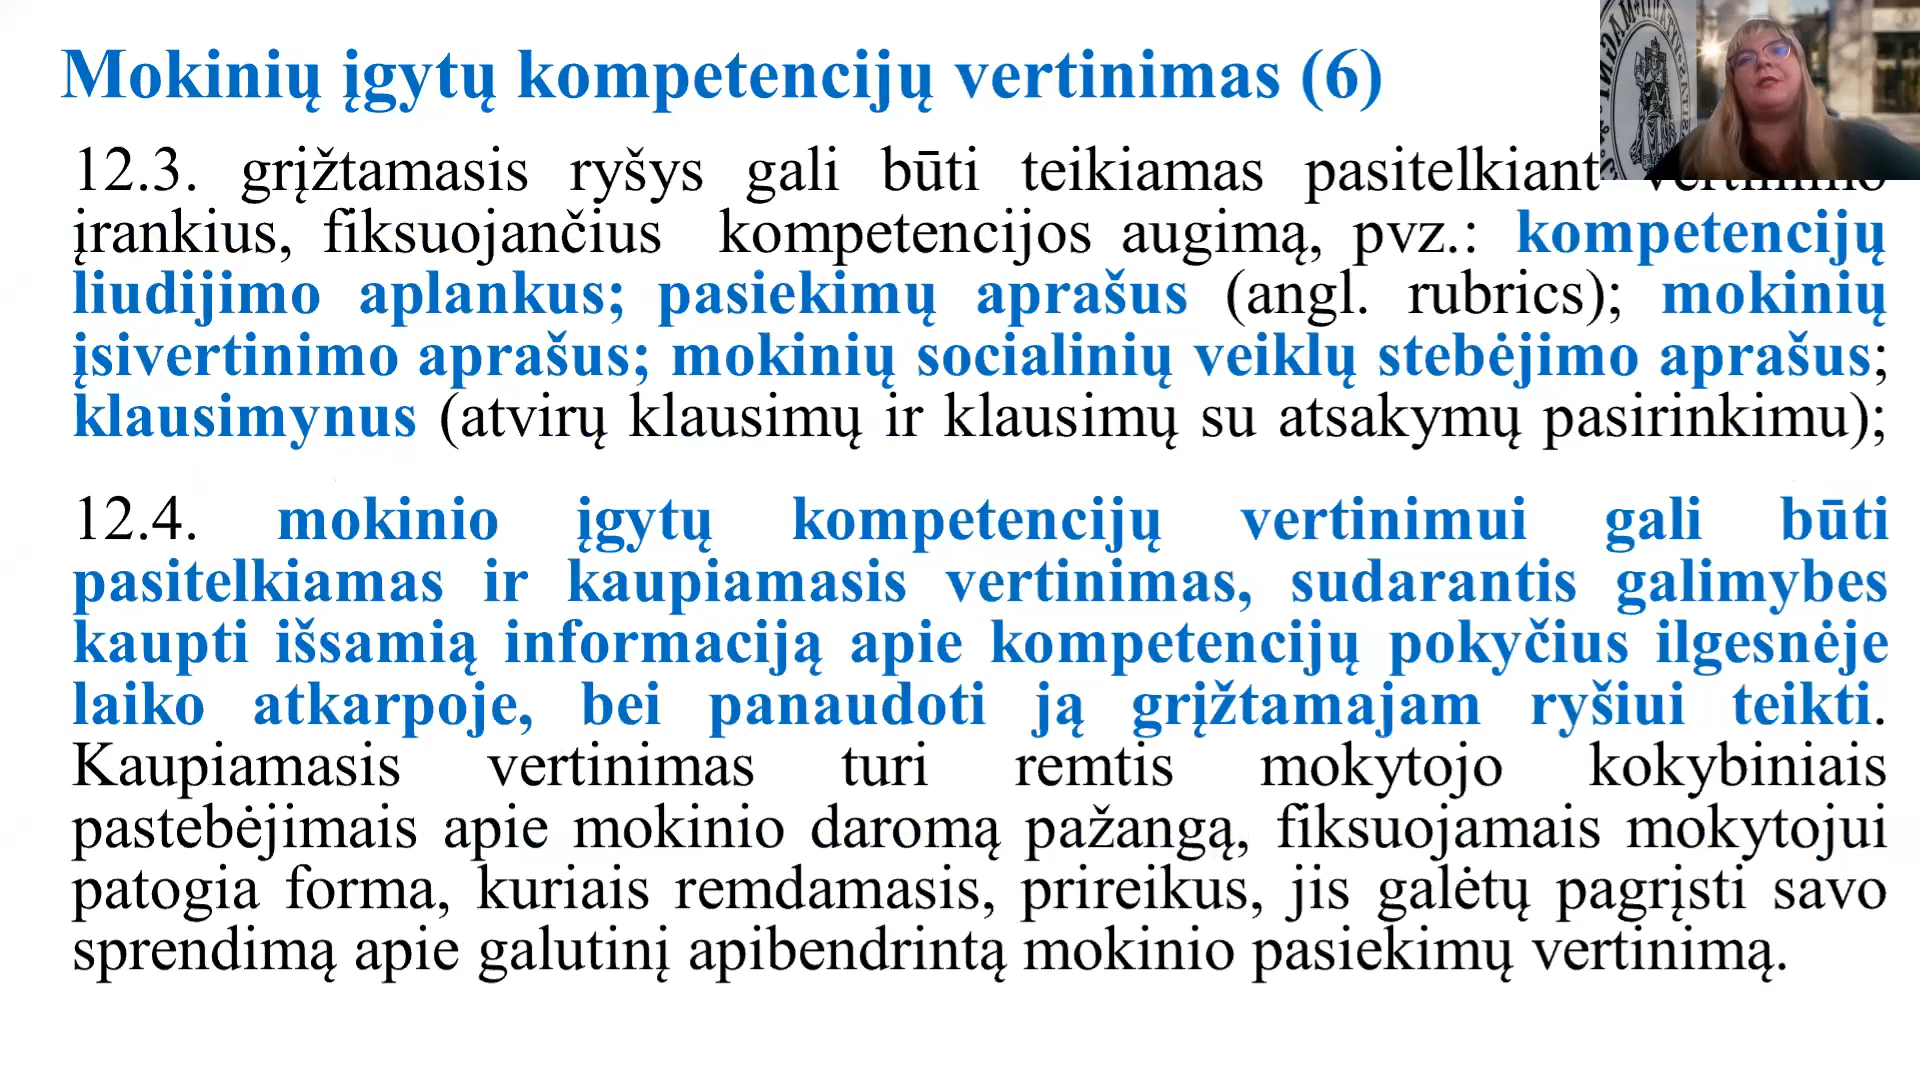 Mokinių įgytų kompetencijų vertinimas (6)
12.3. grįžtamasis ryšys gali būti teikiamas pasitelkiant
įrankius, fiksuojančius kompetencijos augimą, pvz.: kompetencijų
liudijimo aplankus; pasiekimų aprašus (angl. rubrics); mokinių
įsivertinimo aprašus; mokinių socialinių veiklų stebėjimo aprašus;
klausimynus (atvirų klausimų ir klausimų su atsakymų pasirinkimu);
12.4. mokinio įgytų kompetencijų vertinimui gali būti
pasitelkiamas ir kaupiamasis vertinimas, sudarantis galimybes
kaupti išsamią informaciją apie kompetencijų pokyčius ilgesnėje
laiko atkarpoje, bei panaudoti ją grįžtamajam ryšiui teikti.
Kaupiamasis vertinimas turi remtis mokytojo kokybiniais
pastebėjimais apie mokinio daromą pažangą, fiksuojamais mokytojui
patogia forma, kuriais remdamasis, prireikus, jis galėtų pagrįsti savo
sprendimą apie galutinį apibendrintą mokinio pasiekimų vertinimą.